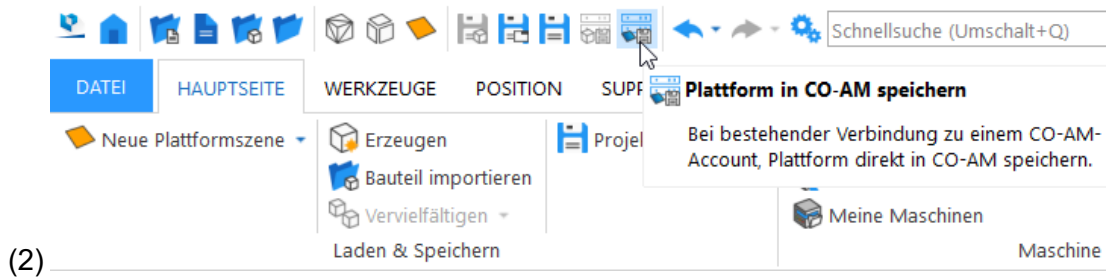 Schnellsuche (Umschalt+Q)
DATEI HAUPTSEITE WERKZEUGE POSITION
Plattform in CO-AM speichern
Bei bestehender Verbindung zu einem CO-AM-
Account, Plattform direkt in CO-AM speichern.
Neue Plattformszene
Erzeugen
Bauteil importieren
Vervielfältigen
Laden & Speichern
Meine Maschinen
Maschine
(2)